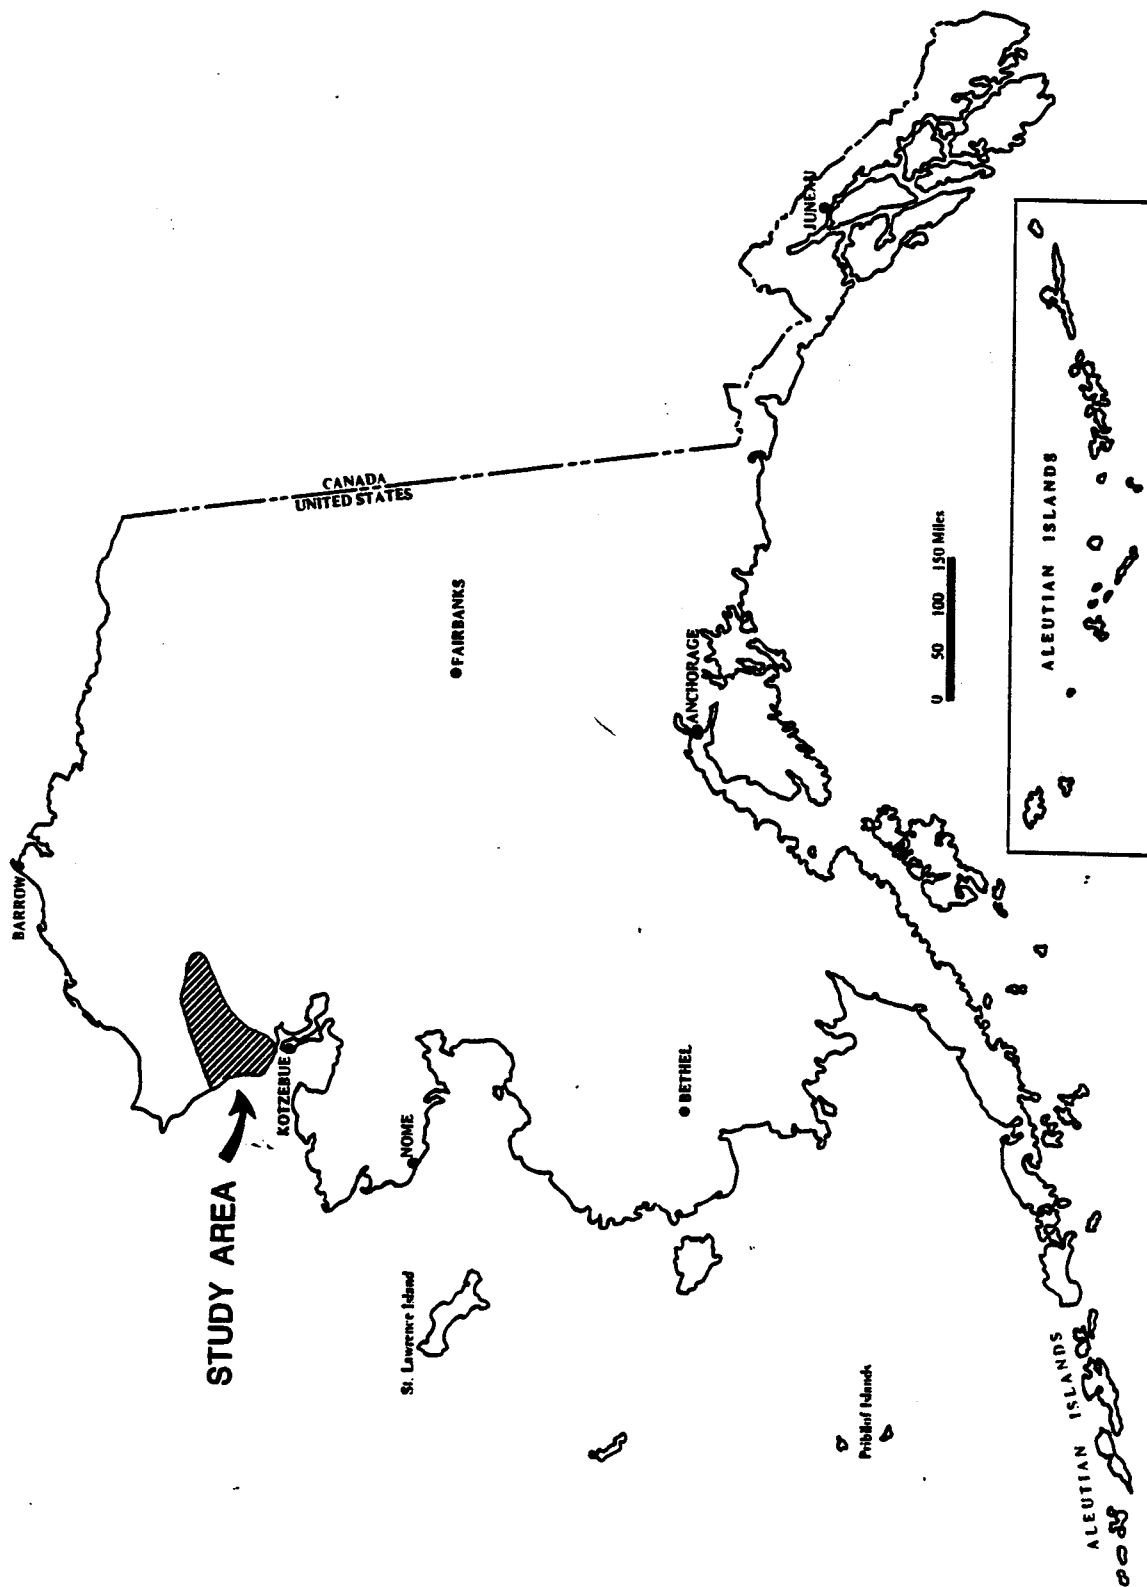 BARROW
STUDY AREA
KOTZEBUE
NOME
St. Lawrence Island
FAIRBANKS
CANADA
UNITED STATES
BETHEL
ANCHORAGE
JUNEAU
Pribilof Islands
0 50 100 150 Miles
ALEUTIAN ISLANDS
ALEUTIAN ISLANDS